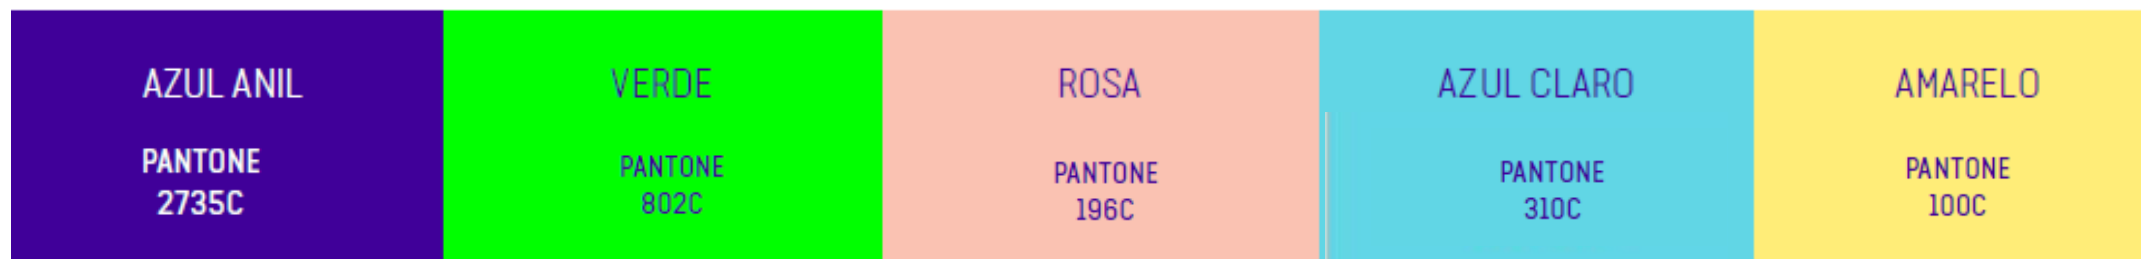 AZUL ANIL
PANTONE
2735C
VERDE
PANTONE
802C
ROSA
PANTONE
196C
AZUL CLARO
PANTONE
310C
AMARELO
PANTONE
100C